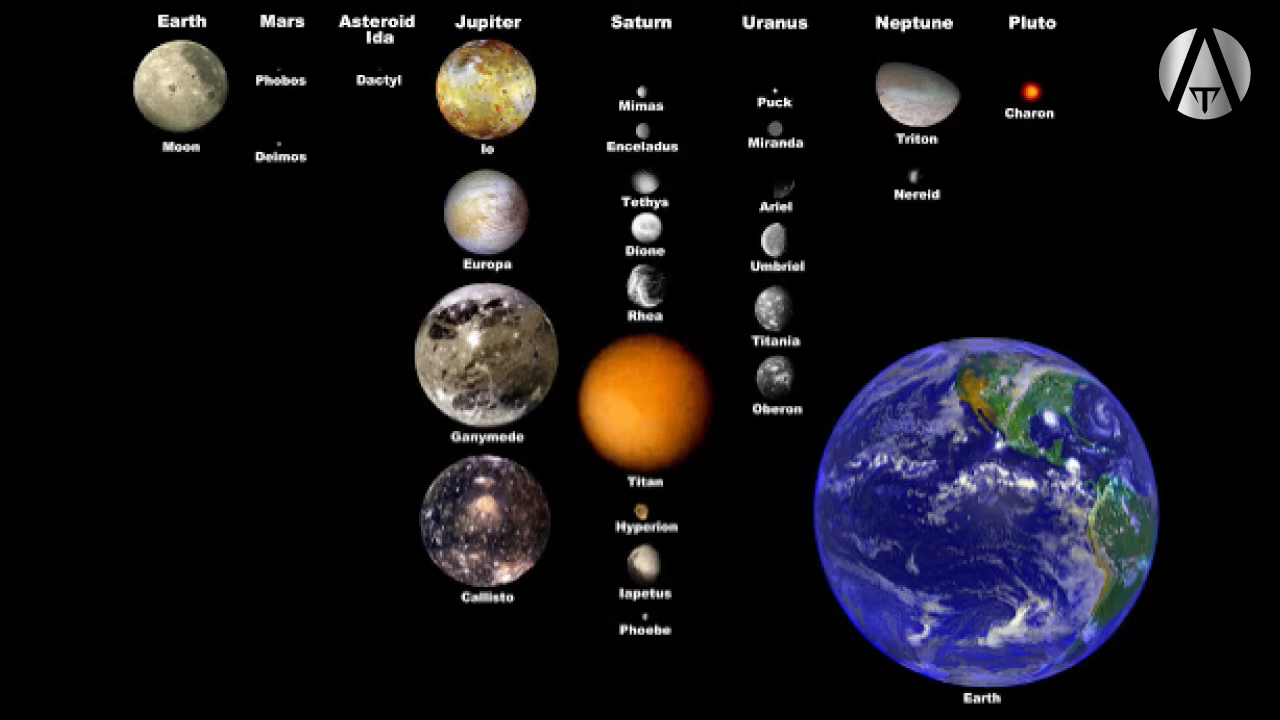 Earth
Mars
Asteroid
Ida
Jupiter
Saturn
Uranus
Neptune
Pluto
Moon
Phobos
Deimos
Dactyl
Io
Europa
Ganymede
Callisto
Mimas
Enceladus
Tethys
Dione
Rhea
Titan
Hyperion
Iapetus
Phoebe
Puck
Miranda
Ariel
Umbriel
Titania
Oberon
Triton
Nereid
Charon
Earth